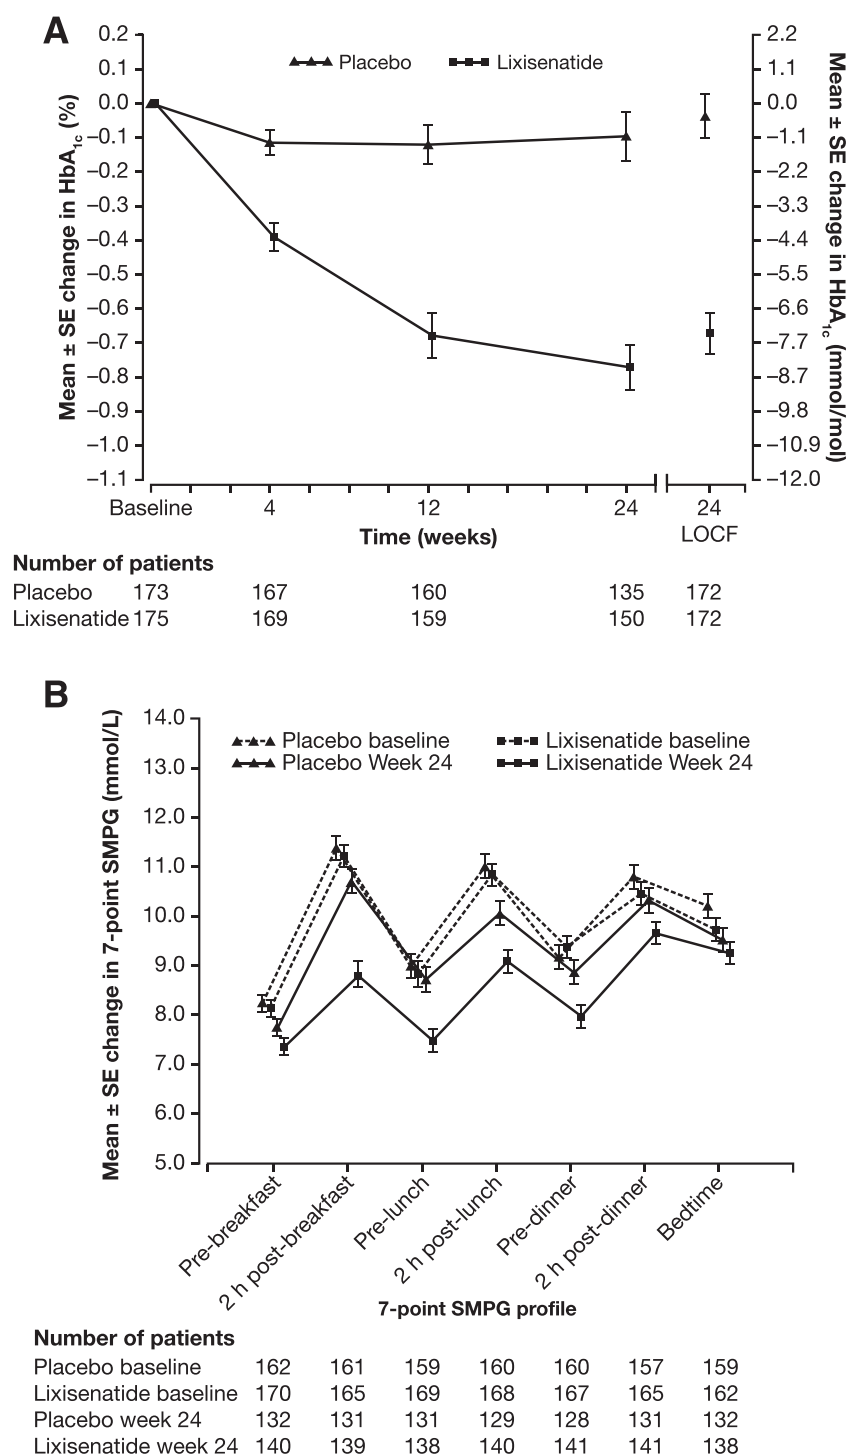 A
Placebo Lixisenatide
Mean ± SE change in HbA1c (%)
0.2
0.1
0.0
–0.1
–0.2
–0.3
–0.4
–0.5
–0.6
–0.7
–0.8
–0.9
–1.0
–1.1
2.2
1.1
0.0
–1.1
–2.2
–3.3
–4.4
–5.5
–6.6
–7.7
–8.7
–9.8
–10.9
–12.0
Mean ± SE change in HbA1c (mmol/mol)
Baseline 4 12 24 24
LOCF
Time (weeks)
Number of patients
Placebo 173 167 160 135 172
Lixisenatide 175 169 159 150 172
B
Mean ± SE change in 7-point SMPG (mmol/L)
14.0
13.0
12.0
11.0
10.0
9.0
8.0
7.0
6.0
5.0
Placebo baseline Lixisenatide baseline
Placebo Week 24 Lixisenatide Week 24
Pre-breakfast
2 h post-breakfast
Pre-lunch
2 h post-lunch
Pre-dinner
2 h post-dinner
Bedtime
7-point SMPG profile
Number of patients
Placebo baseline 162 161 159 160 160 157 159
Lixisenatide baseline 170 165 169 168 167 165 162
Placebo week 24 132 131 131 129 128 131 132
Lixisenatide week 24 140 139 138 140 141 141 138